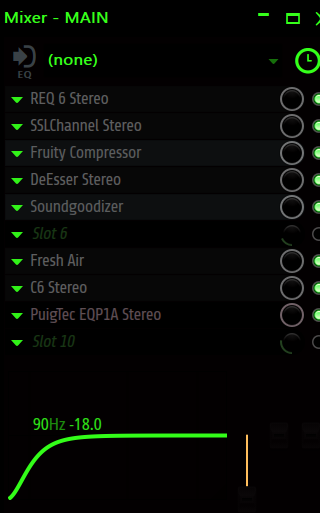 Mixer - MAIN
(none)
EQ
REQ 6 Stereo
SSLChannel Stereo
Fruity Compressor
DeEsser Stereo
Soundgoodizer
Slot 6
Fresh Air
C6 Stereo
PuigTec EQP1A Stereo
Slot 10
90Hz -18.0